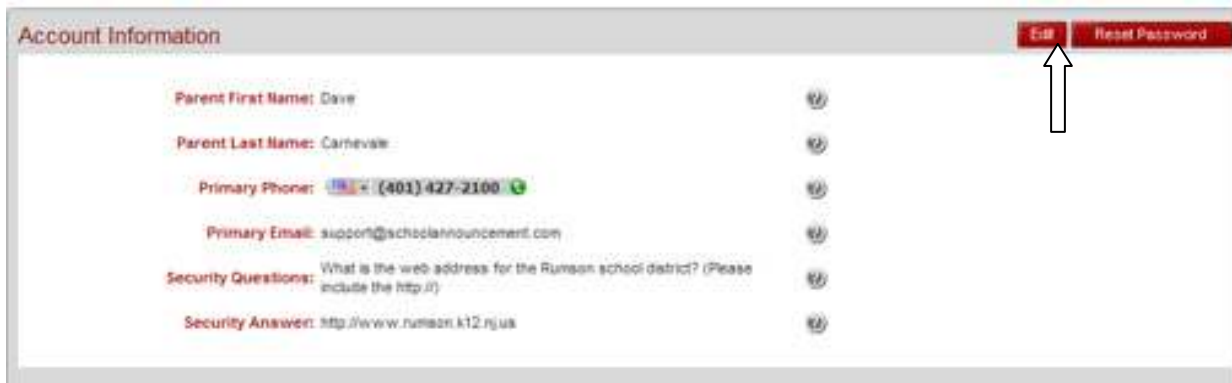 Account Information
Edit
Reset Password
Parent First Name: Dave
Parent Last Name: Carnevale
Primary Phone: (401) 427-2100
Primary Email: support@schoolannouncement.com
Security Questions: What is the web address for the Rumson school district? (Please
include the http://)
Security Answer: http://www.rumson.k12.nj.us